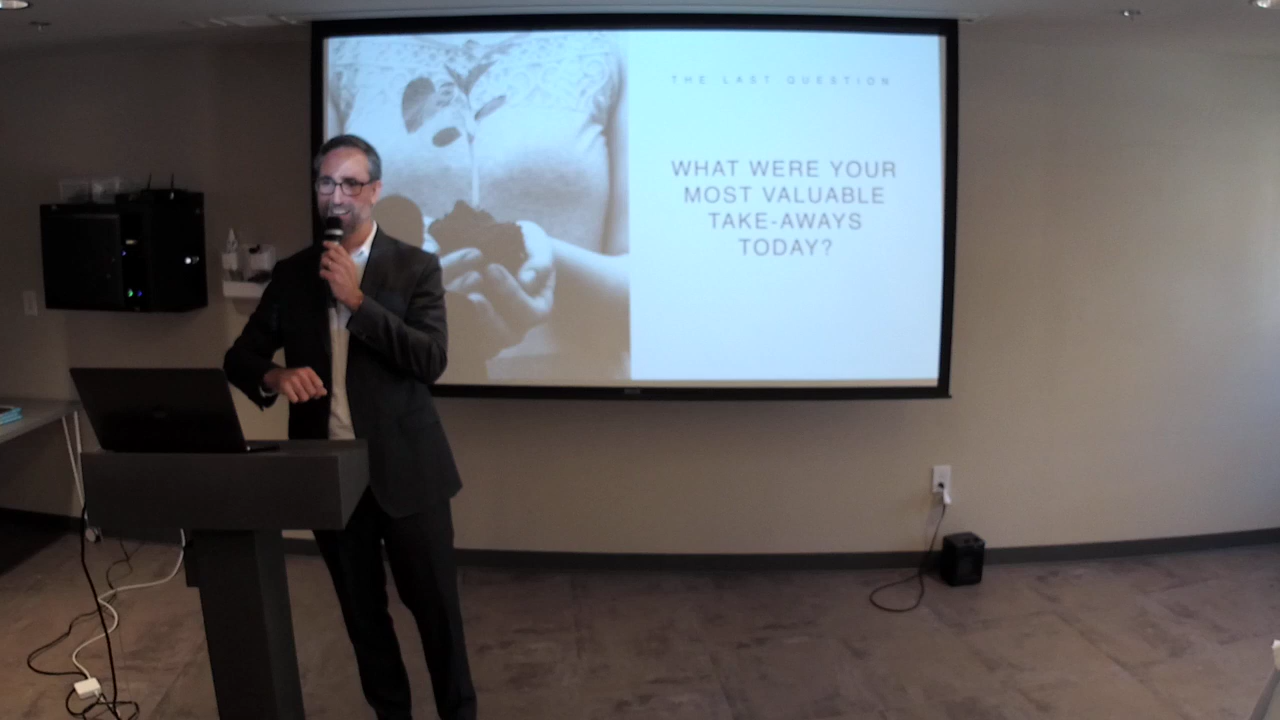 THE LAST QUESTION
WHAT WERE YOUR
MOST VALUABLE
TAKE-AWAYS
TODAY?